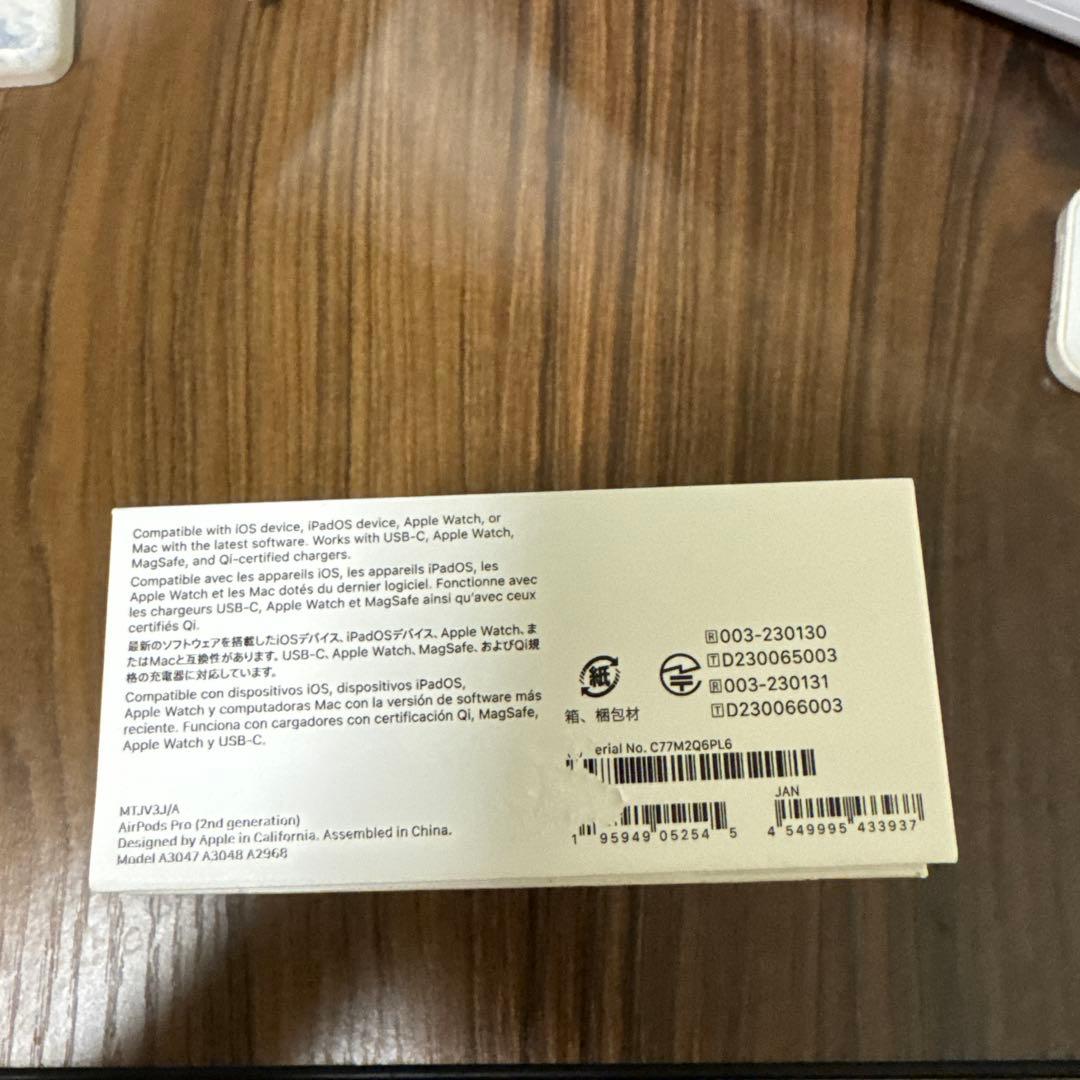 Compatible with iOS device, iPadOS device, Apple Watch, or
Mac with the latest software. Works with USB-C, Apple Watch,
MagSafe, and Qi-certified chargers.
Compatible avec les appareils iOS, les appareils iPadOS, les
Apple Watch et les Mac dotés du dernier logiciel. Fonctionne avec
les chargeurs USB-C, Apple Watch et MagSafe ainsi qu'avec ceux
certifiés Qi.
最新のソフトウェアを搭載したiOSデバイス、iPadOSデバイス、Apple Watch、ま
たはMacと互換性があります。USB-C、Apple Watch、MagSafe、およびQi規
格の充電器に対応しています。
Compatible con dispositivos iOS, dispositivos iPadOS,
Apple Watch y computadoras Mac con la versión de software más
reciente. Funciona con cargadores con certificación Qi, MagSafe,
Apple Watch y USB-C.
MTJV3J/A
AirPods Pro (2nd generation)
Designed by Apple in California. Assembled in China.
Model A3047 A3048 A2968
紙
箱、梱包材
R 003-230130
T D230065003
R 003-231131
T D230066003
erial No. C77M2Q6PL6
1 95949 05254 5
JAN
4 549995 433937